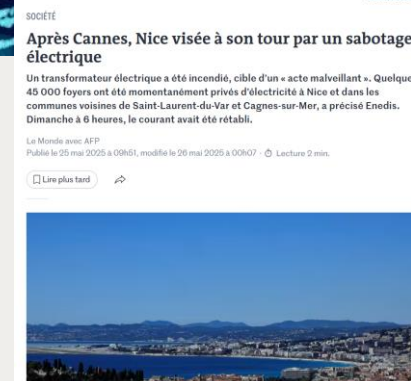 SOCIÉTÉ
Après Cannes, Nice visée à son tour par un sabotage
électrique
Un transformateur électrique a été incendié, cible d'un « acte malveillant ». Quelque
45 000 foyers ont été momentanément privés d'électricité à Nice et dans les
communes voisines de Saint-Laurent-du-Var et Cagnes-sur-Mer, a précisé Enedis.
Dimanche à 6 heures, le courant avait été rétabli.
Le Monde avec AFP
Publié le 25 mai 2025 à 09h51, modifié le 26 mai 2025 à 00h07 · Lecture 2 min.
Lire plus tard